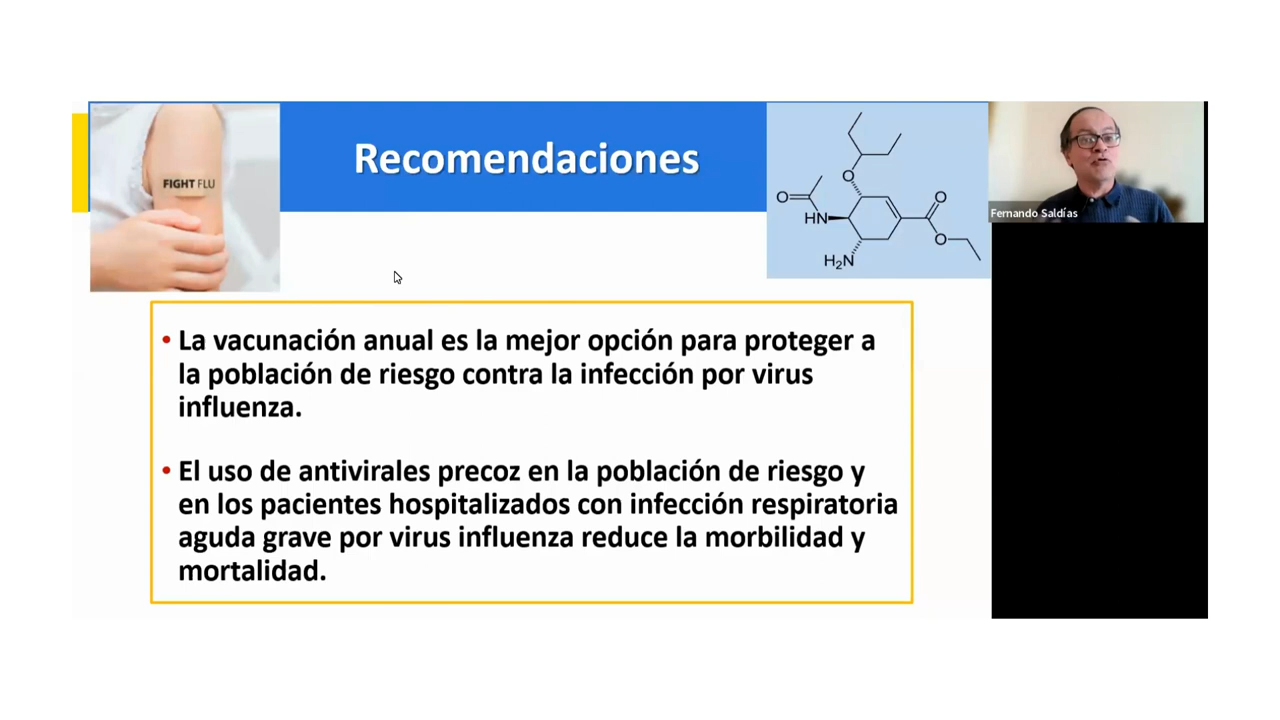 Recomendaciones
FIGHT FLU
O
O
HN
O
O
H₂N
Fernando Saldías
• La vacunación anual es la mejor opción para proteger a
la población de riesgo contra la infección por virus
influenza.
• El uso de antivirales precoz en la población de riesgo y
en los pacientes hospitalizados con infección respiratoria
aguda grave por virus influenza reduce la morbilidad y
mortalidad.